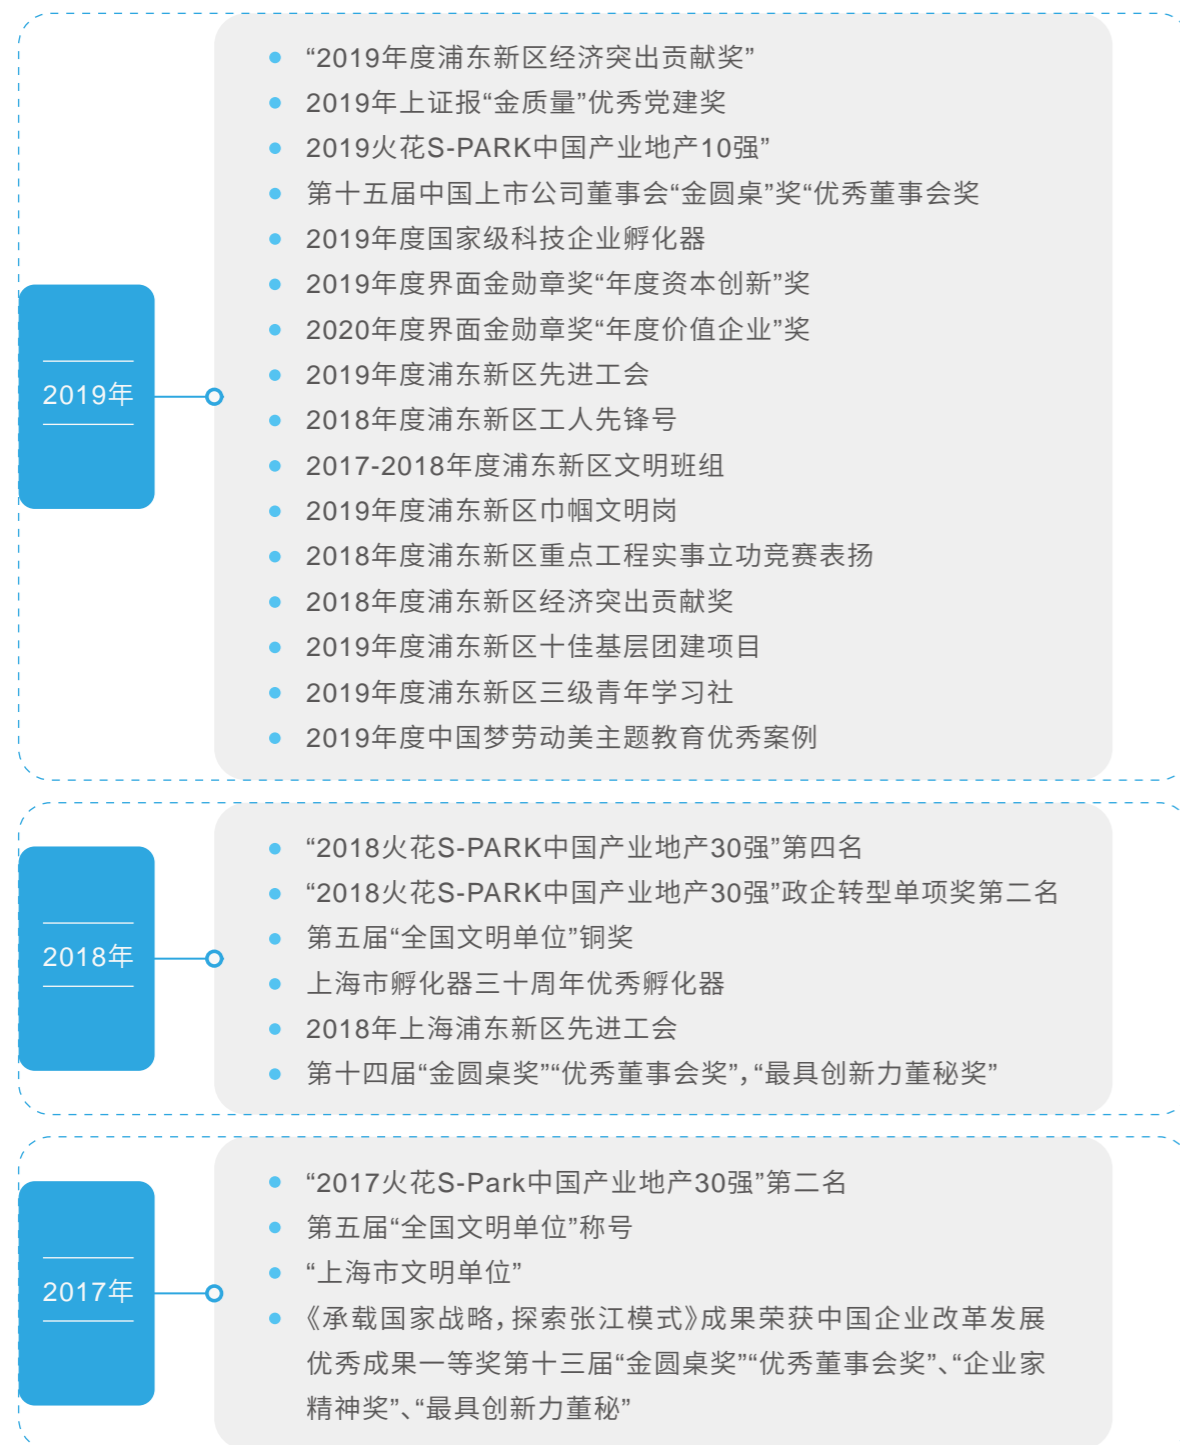 2019年
“2019年度浦东新区经济突出贡献奖”
2019年上证报“金质量”优秀党建奖
2019火花S-PARK中国产业地产10强”
第十五届中国上市公司董事会“金圆桌”奖“优秀董事会奖
2019年度国家级科技企业孵化器
2019年度界面金勋章奖“年度资本创新”奖
2020年度界面金勋章奖“年度价值企业”奖
2019年度浦东新区先进工会
2018年度浦东新区工人先锋号
2017-2018年度浦东新区文明班组
2019年度浦东新区巾帼文明岗
2018年度浦东新区重点工程实事立功竞赛表扬
2018年度浦东新区经济突出贡献奖
2019年度浦东新区十佳基层团建项目
2019年度浦东新区三级青年学习社
2019年度中国梦劳动美主题教育优秀案例
2018年
“2018火花S-PARK中国产业地产30强”第四名
“2018火花S-PARK中国产业地产30强”政企转型单项奖第二名
第五届“全国文明单位”铜奖
上海市孵化器三十周年优秀孵化器
2018年上海浦东新区先进工会
第十四届“金圆桌奖”“优秀董事会奖”，“最具创新力董秘奖”
2017年
“2017火花S-Park中国产业地产30强”第二名
第五届“全国文明单位”称号
“上海市文明单位”
《承载国家战略，探索张江模式》成果荣获中国企业改革发展
优秀成果一等奖第十三届“金圆桌奖”“优秀董事会奖”、“企业家
精神奖”、“最具创新力董秘”